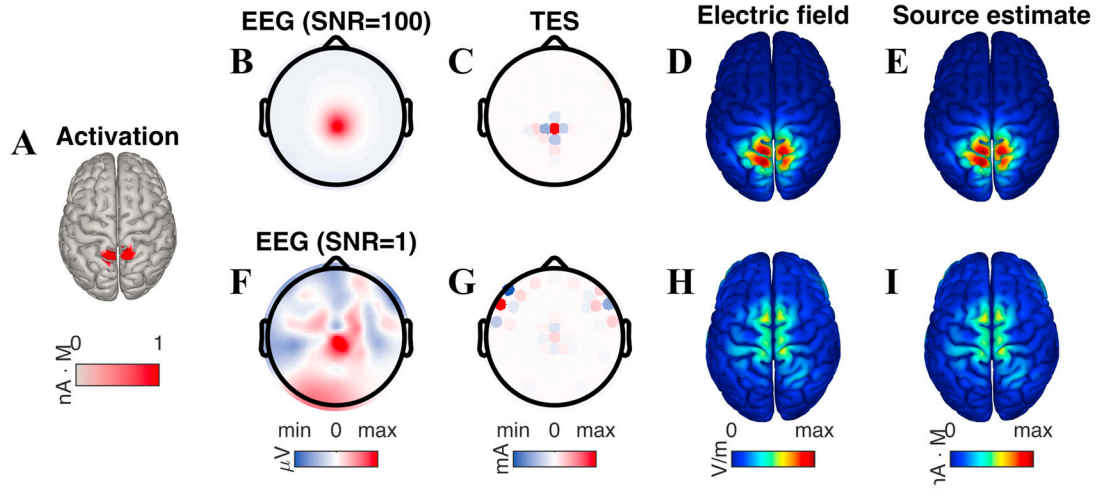 EEG (SNR=100)
TES
Electric field
Source estimate
B
C
D
E
A
Activation
0
1
nA · M
EEG (SNR=1)
F
G
H
I
min
0
max
μV
min
0
max
mA
0
max
V/m
0
max
nA · M